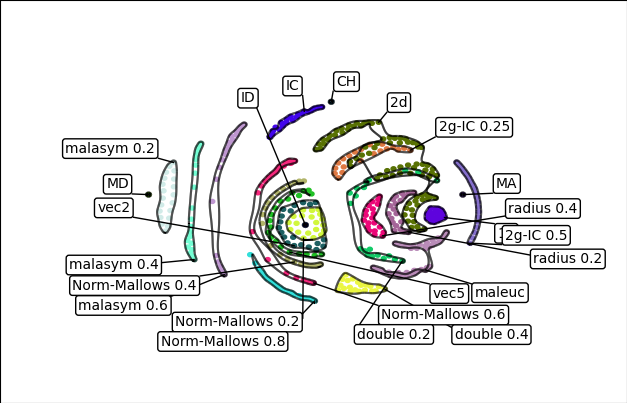 CH
IC
ID
2d
2g-IC 0.25
malasym 0.2
MD
MA
vec2
radius 0.4
2g-IC 0.5
radius 0.2
malasym 0.4
Norm-Mallows 0.4
vec5
maleuc
malasym 0.6
Norm-Mallows 0.2
Norm-Mallows 0.6
Norm-Mallows 0.8
double 0.2
double 0.4